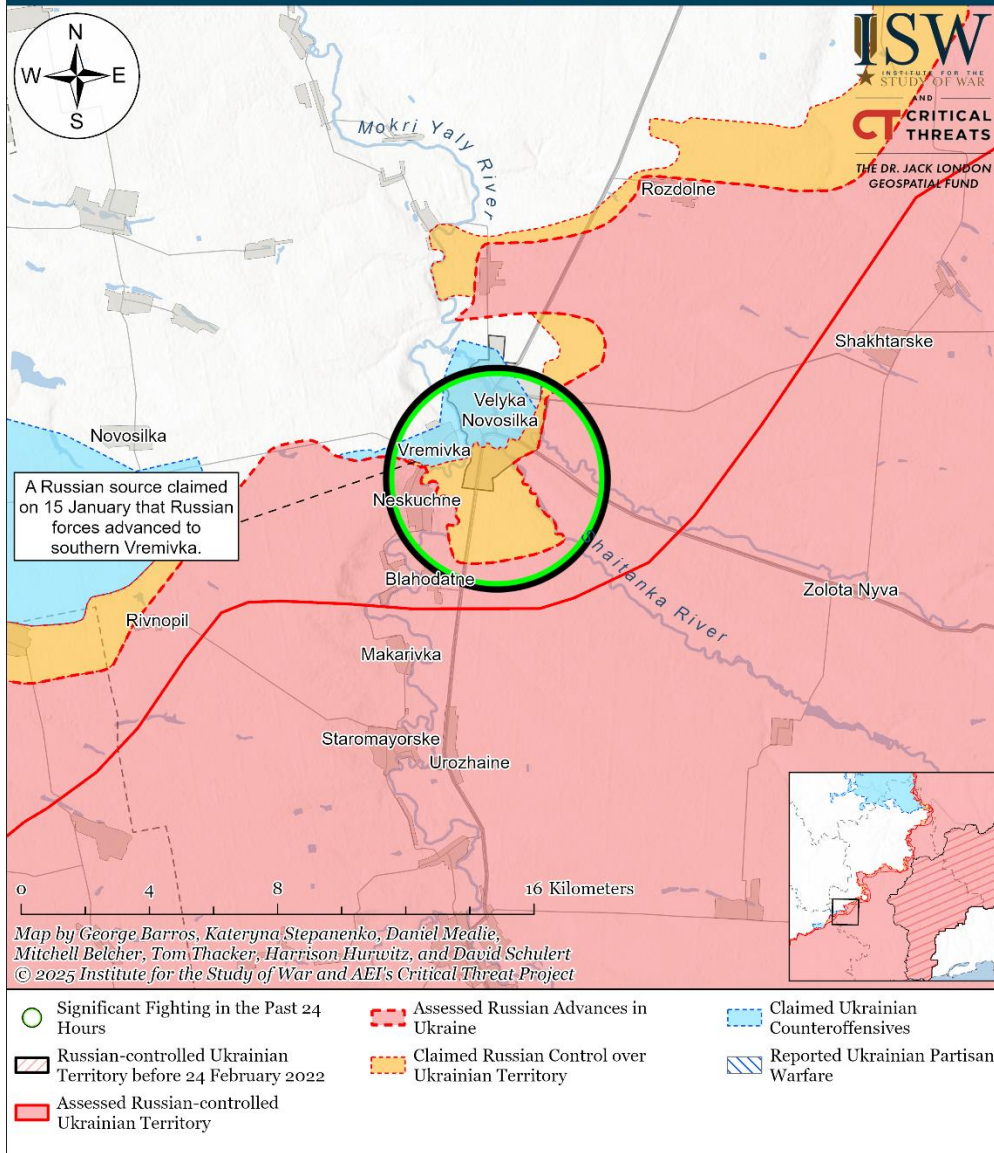 N
W E
S
ISW
INSTITUTE FOR THE
STUDY OF WAR
AND
CT CRITICAL
THREATS
THE DR. JACK LONDON
GEOSPATIAL FUND
Mokri Yaly River
Rozdolne
Shakhtarske
Velyka
Novosilka
Novosilka
Vremivka
A Russian source claimed
on 15 January that Russian
forces advanced to
southern Vremivka.
Neskuchne
Shaitanka River
Blahodatne
Zolota Nyva
Rivnopil
Makarivka
Staromayorske
Urozhaine
0 4 8 16 Kilometers
Map by George Barros, Kateryna Stepanenko, Daniel Mealie,
Mitchell Belcher, Tom Thacker, Harrison Hurwitz, and David Schulert
© 2025 Institute for the Study of War and AEI's Critical Threat Project
Significant Fighting in the Past 24
Hours
Russian-controlled Ukrainian
Territory before 24 February 2022
Assessed Russian-controlled
Ukrainian Territory
Assessed Russian Advances in
Ukraine
Claimed Russian Control over
Ukrainian Territory
Claimed Ukrainian
Counteroffensives
Reported Ukrainian Partisan
Warfare